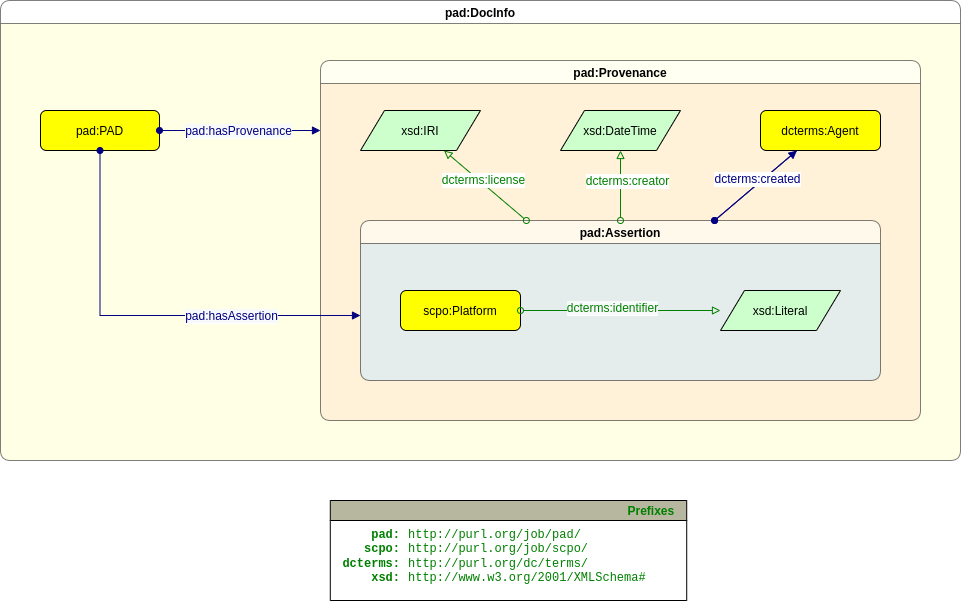 pad:DocInfo
pad:Provenance
pad:PAD
pad:hasProvenance
xsd:IRI
xsd:DateTime
dcterms:Agent
dcterms:license
dcterms:creator
dcterms:created
pad:Assertion
pad:hasAssertion
scpo:Platform
dcterms:identifier
xsd:Literal
Prefixes
pad: http://purl.org/job/pad/
scpo: http://purl.org/job/scpo/
dcterms: http://purl.org/dc/terms/
xsd: http://www.w3.org/2001/XMLSchema#